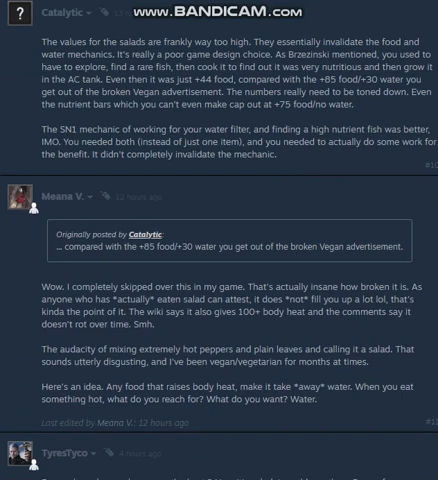 www.BANDICAM.com
?
Catalytic
The values for the salads are frankly way too high. They essentially invalidate the food and
water mechanics. It's really a poor game design choice. As Brzezinski mentioned, you used to
have to explore, find a rare fish, then cook it to find out it was very nutritious and then grow it
in the AC tank. Even then it was just +44 food, compared with the +85 food/+30 water you
get out of the broken Vegan advertisement. The numbers really need to be toned down. Even
the nutrient bars which you can't even make cap out at +75 food/no water.
The SN1 mechanic of working for your water filter, and finding a high nutrient fish was better,
IMO. You needed both (instead of just one item), and you needed to actually do some work for
the benefit. It didn't completely invalidate the mechanic.
Meana V. 12 hours ago
Originally posted by Catalytic:
... compared with the +85 food/+30 water you get out of the broken Vegan advertisement.
Wow. I completely skipped over this in my game. That's actually insane how broken it is. As
anyone who has *actually* eaten salad can attest, it does *not* fill you up a lot lol, that's
kinda the point of it. The wiki says it also gives 100+ body heat and the comments say it
doesn't rot over time. Smh.
The audacity of mixing extremely hot peppers and plain leaves and calling it a salad. That
sounds utterly disgusting, and I've been vegan/vegetarian for months at times.
Here's an idea. Any food that raises body heat, make it take *away* water. When you eat
something hot, what do you reach for? What do you want? Water.
Last edited by Meana V.; 12 hours ago
TyresTyco 4 hours ago